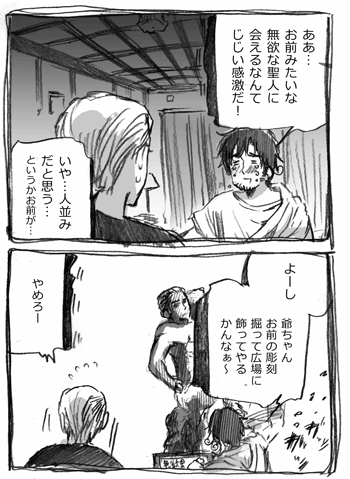 ああ…
お前みたいな
無欲な聖人に
会えるなんて
じじい感激だ!
いや…人並み
だと思う…
というかお前が…
よーし
爺ちゃん
お前の彫刻
掘って広場に
飾ってやる
かんなぁ〜
やめろー